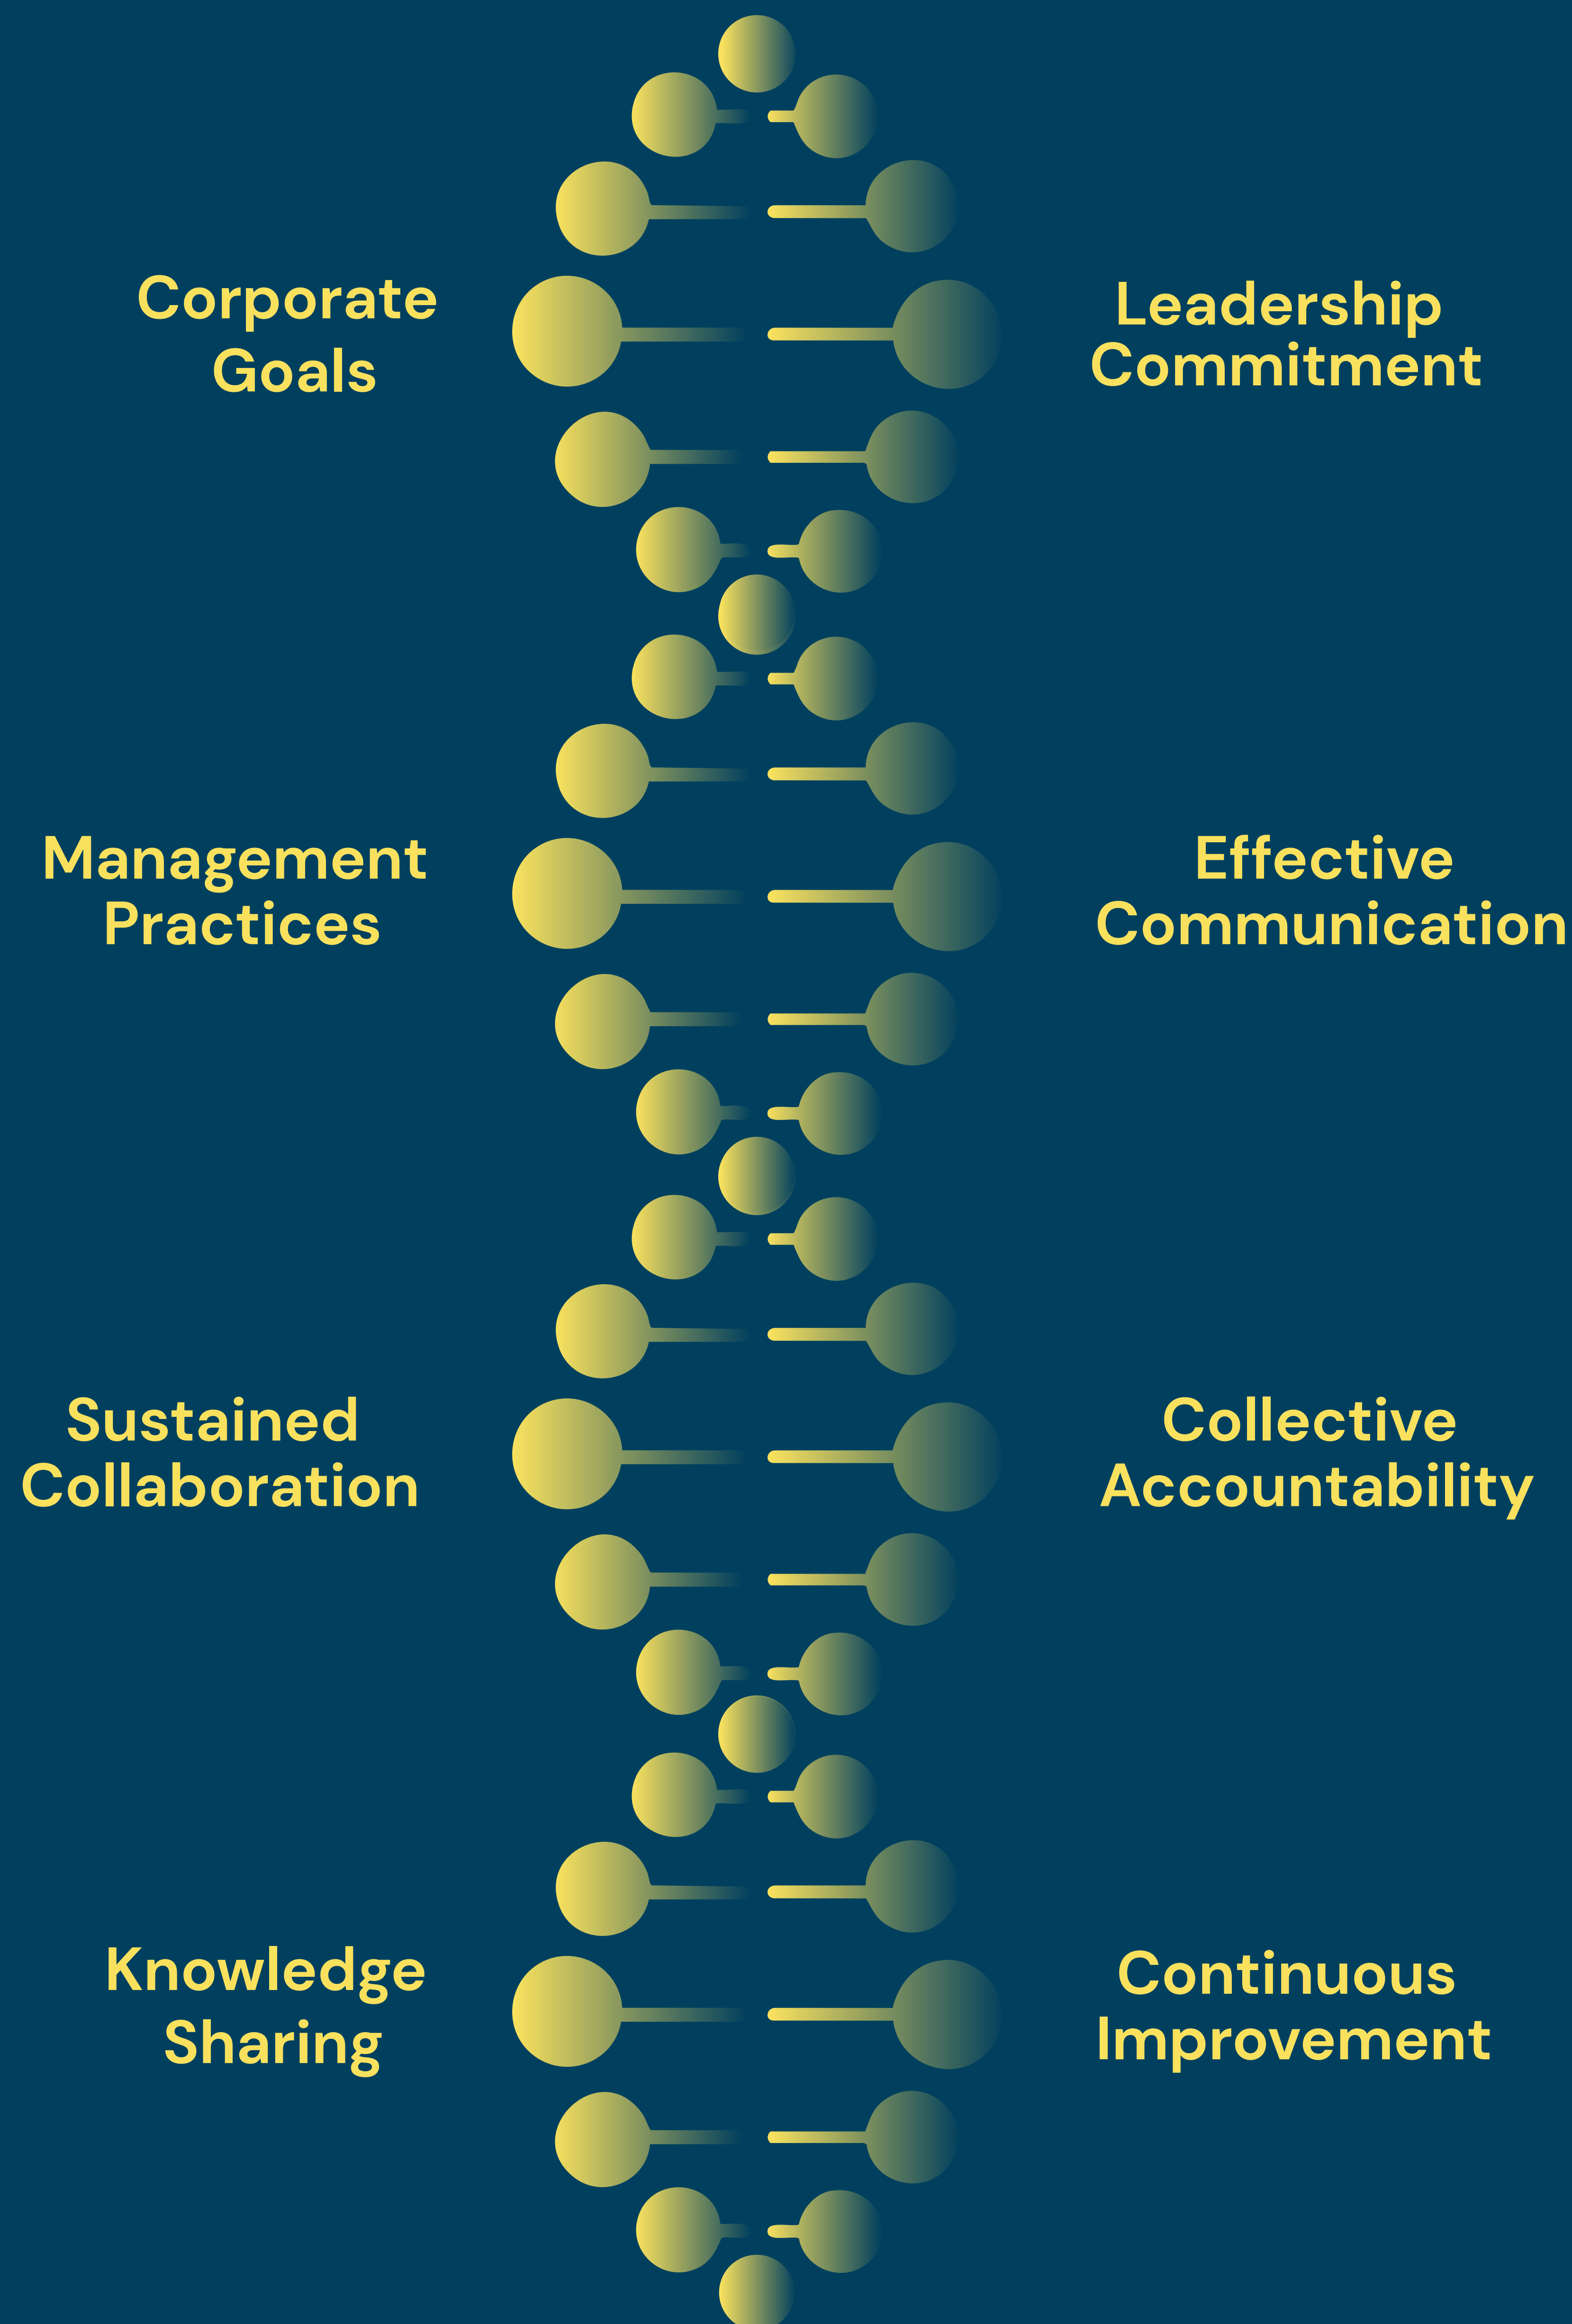 Corporate
Goals
Leadership
Commitment
Management
Practices
Effective
Communication
Sustained
Collaboration
Collective
Accountability
Knowledge
Sharing
Continuous
Improvement